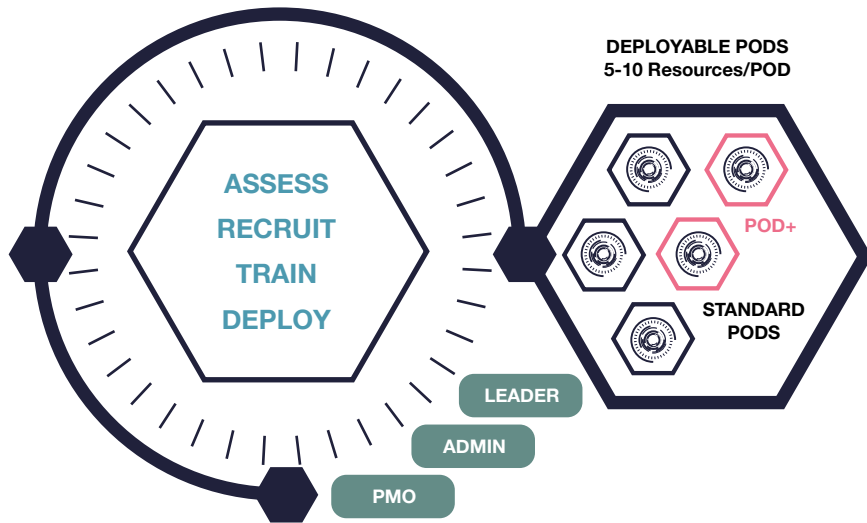 DEPLOYABLE PODS
5-10 Resources/POD
ASSESS
RECRUIT
TRAIN
DEPLOY
POD+
STANDARD
PODS
LEADER
ADMIN
PMO